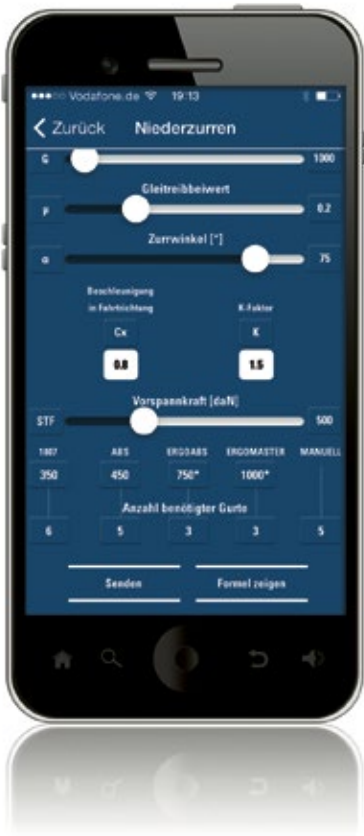 Vodafone.de 19:13
Zurück Niederzurren
G 1000
Gleitreibbeiwert
μ 0.2
Zurrwinkel [°]
α 75
Beschleunigung
in Fahrtrichtung K-Faktor
Cx K
0.8 1.5
Vorspannkraft [daN]
STF 500
1807 ABS ERGOABS ERGOMASTER MANUELL
350 450 750* 1000*
Anzahl benötigter Gurte
6 5 3 3 5
Senden Formel zeigen